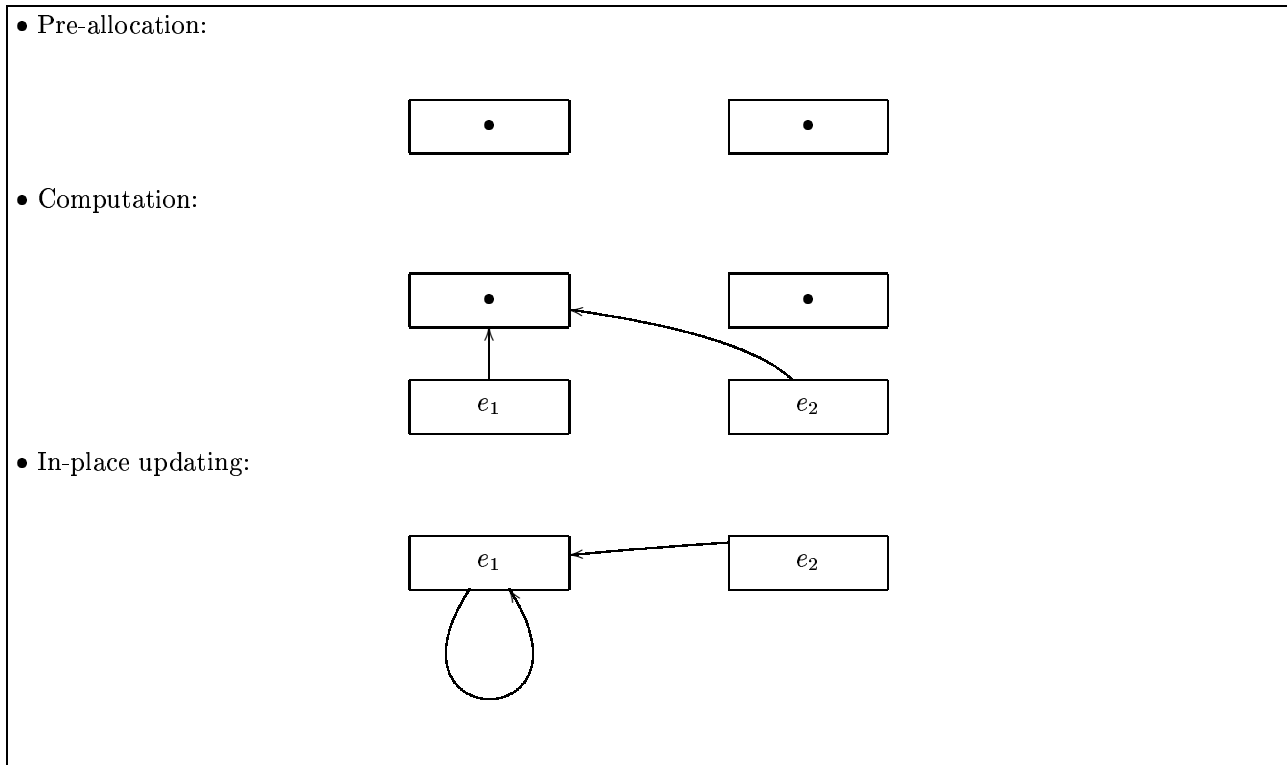 • Pre-allocation:
• •
• Computation:
• •
e₁ e₂
• In-place updating:
e₁ e₂